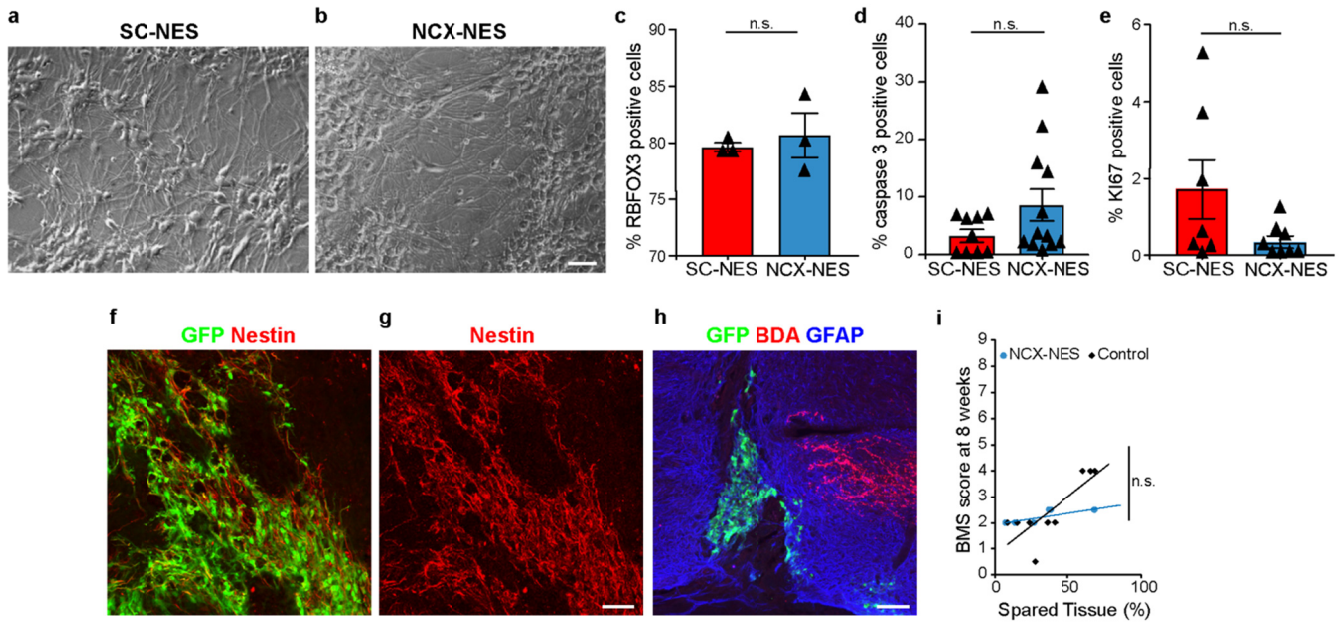 a
SC-NES
b
NCX-NES
c
n.s.
% RBFOX3 positive cells
90
85
80
75
70
SC-NES NCX-NES
d
n.s.
% caspase 3 positive cells
40
30
20
10
0
SC-NES NCX-NES
e
n.s.
% KI67 positive cells
6
4
2
0
SC-NES NCX-NES
f
GFP Nestin
g
Nestin
h
GFP BDA GFAP
i
NCX-NES Control
BMS score at 8 weeks
9
8
7
6
5
4
3
2
1
0
n.s.
0 50 100
Spared Tissue (%)